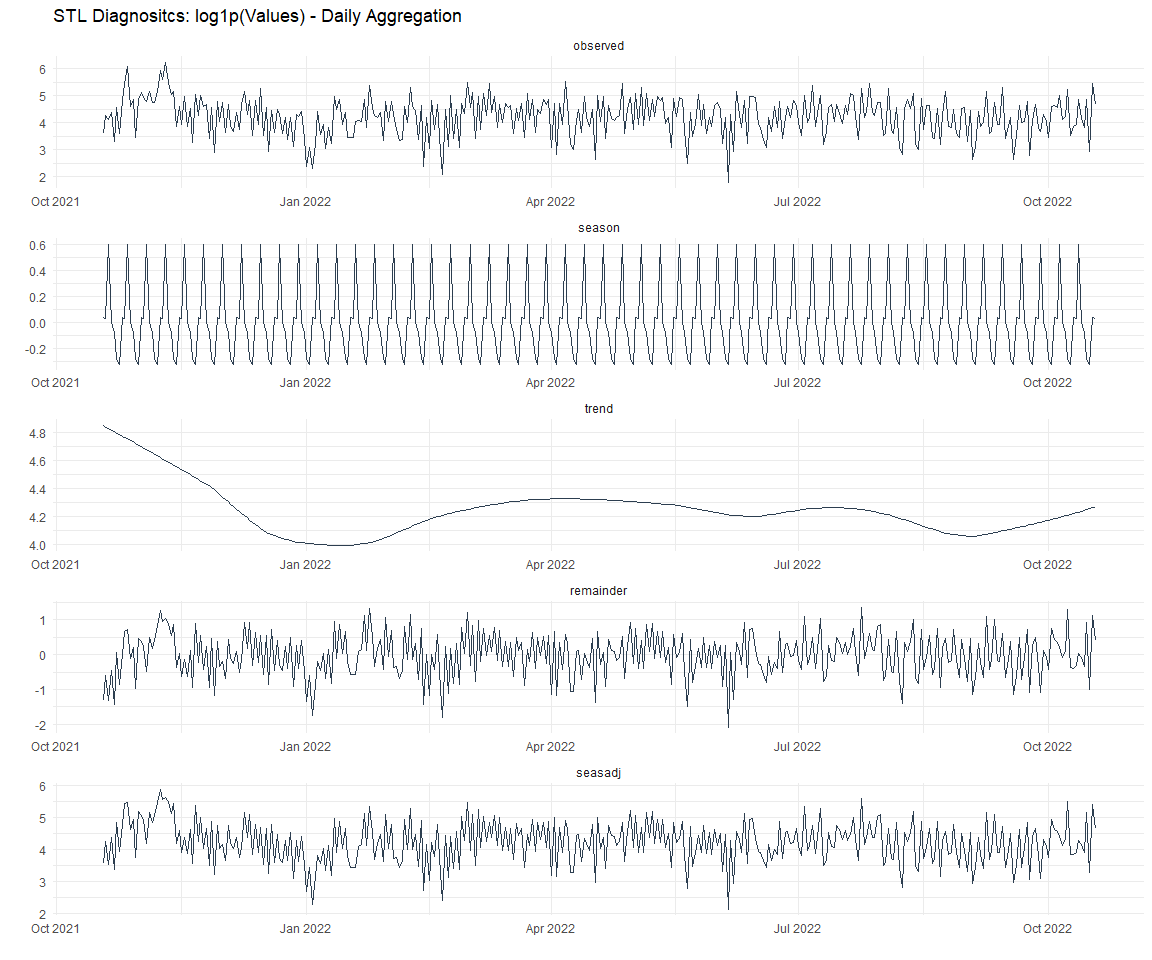 STL Diagnositcs: log1p(Values) - Daily Aggregation
observed
6
5
4
3
2
Oct 2021 Jan 2022 Apr 2022 Jul 2022 Oct 2022
season
0.6
0.4
0.2
0.0
-0.2
Oct 2021 Jan 2022 Apr 2022 Jul 2022 Oct 2022
trend
4.8
4.6
4.4
4.2
4.0
Oct 2021 Jan 2022 Apr 2022 Jul 2022 Oct 2022
remainder
1
0
-1
-2
Oct 2021 Jan 2022 Apr 2022 Jul 2022 Oct 2022
seasadj
6
5
4
3
2
Oct 2021 Jan 2022 Apr 2022 Jul 2022 Oct 2022